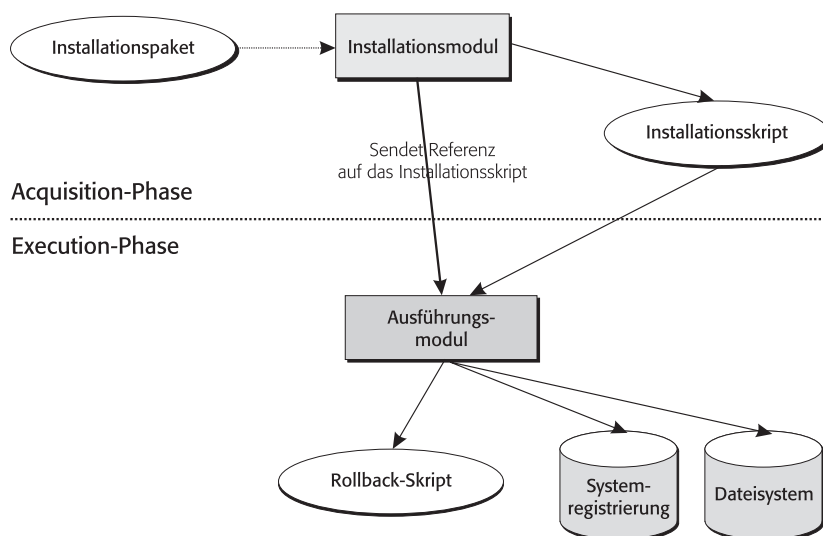 Installationspaket
Installationsmodul
Installationsskript
Sendet Referenz
auf das Installationsskript
Acquisition-Phase
Execution-Phase
Ausführungs-
modul
Rollback-Skript
System-
registrierung
Dateisystem